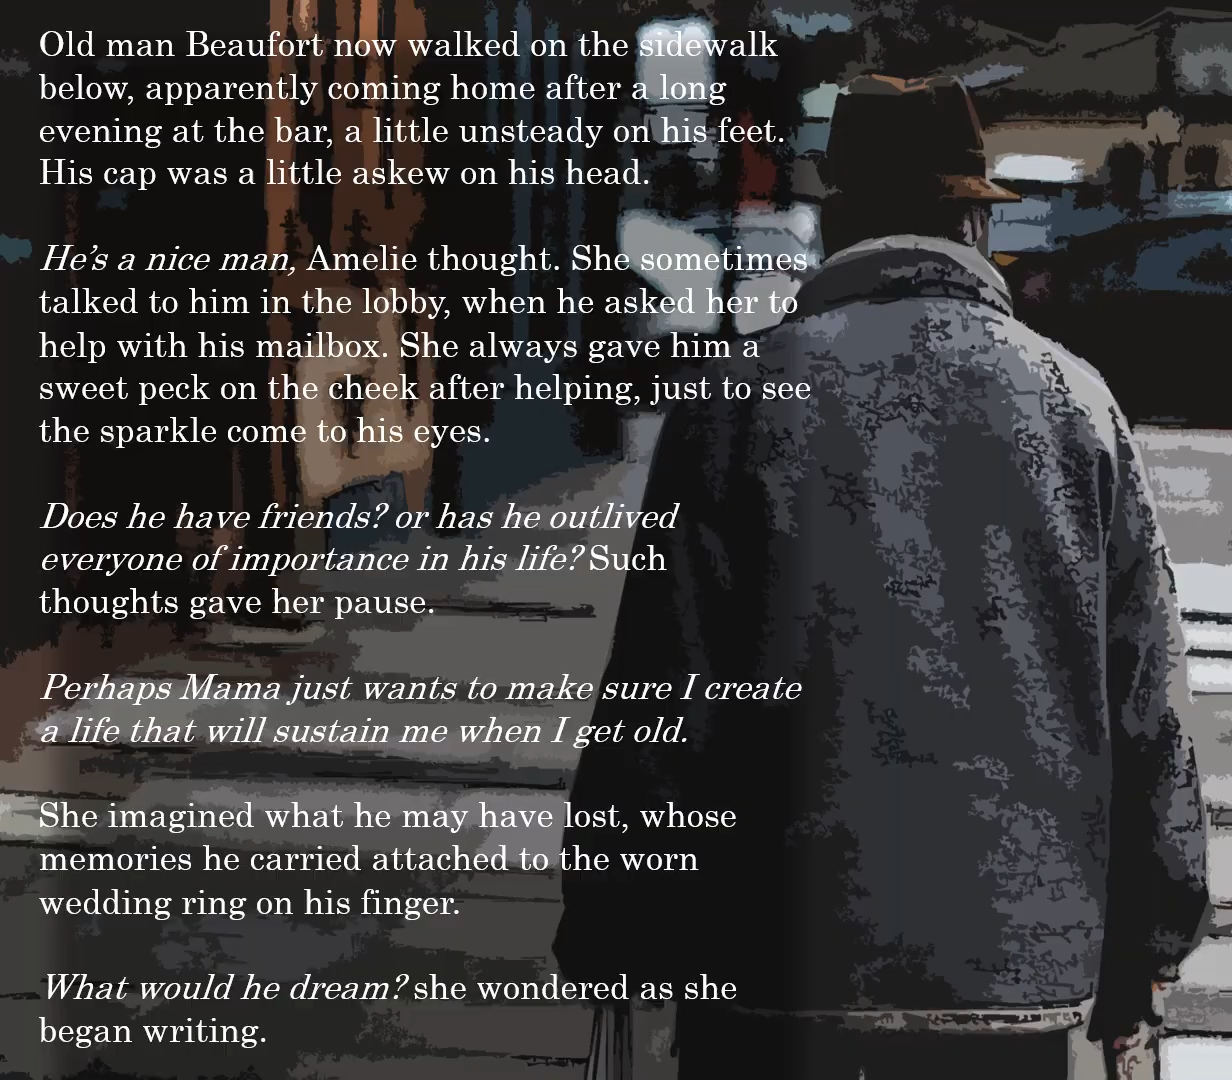 Old man Beaufort now walked on the sidewalk
below, apparently coming home after a long
evening at the bar, a little unsteady on his feet.
His cap was a little askew on his head.
He’s a nice man, Amelie thought. She sometimes
talked to him in the lobby, when he asked her to
help with his mailbox. She always gave him a
sweet peck on the cheek after helping, just to see
the sparkle come to his eyes.
Does he have friends? or has he outlived
everyone of importance in his life? Such
thoughts gave her pause.
Perhaps Mama just wants to make sure I create
a life that will sustain me when I get old.
She imagined what he may have lost, whose
memories he carried attached to the worn
wedding ring on his finger.
What would he dream? she wondered as she
began writing.